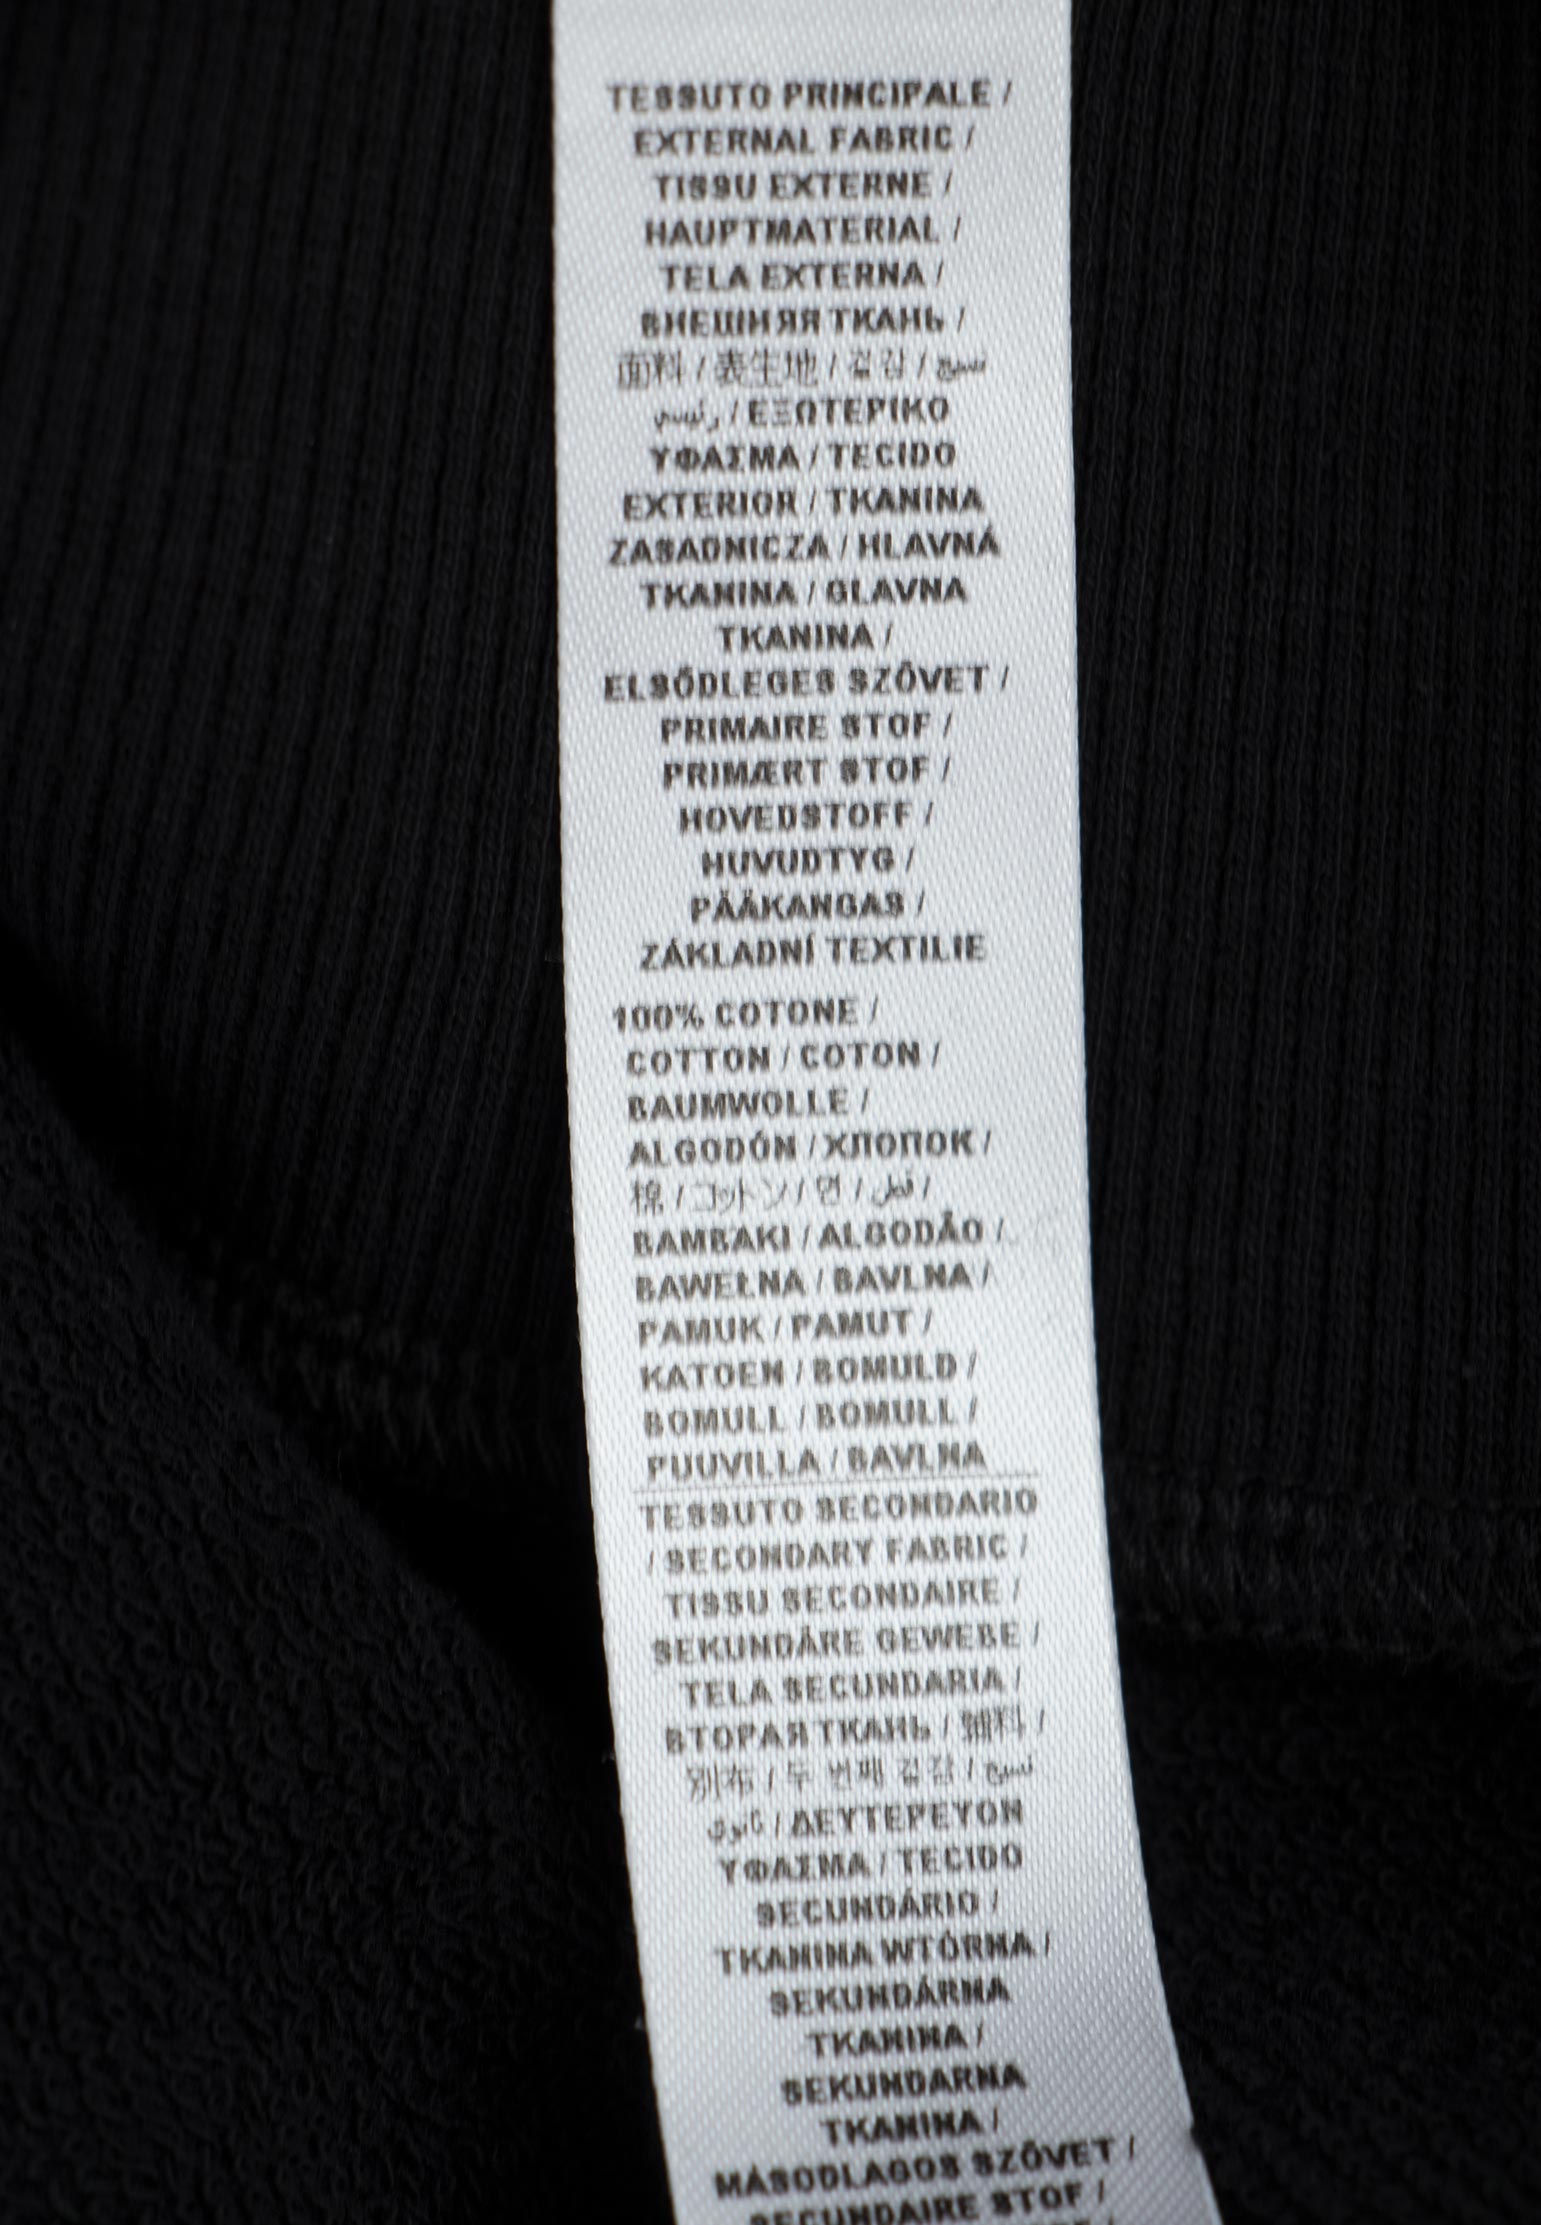 TESSUTO PRINCIPALE /
EXTERNAL FABRIC /
TISSU EXTERNE /
HAUPTMATERIAL /
TELA EXTERNA /
ВНЕШНЯЯ ТКАНЬ /
面料 / 表生地 / 겉감 / نسيج
رئيسي / ΕΞΩΤΕΡΙΚΟ
ΥΦΑΣΜΑ / TECIDO
EXTERIOR / TKANINA
ZASADNICZA / HLAVNÁ
TKANINA / GLAVNA
TKANINA /
ELSŐDLEGES SZÖVET /
PRIMAIRE STOF /
PRIMÆRT STOF /
HOVEDSTOFF /
HUVUDTYG /
PÄÄKANGAS /
ZÁKLADNÍ TEXTILIE
100% COTONE /
COTTON / COTON /
BAUMWOLLE /
ALGODÓN / ХЛОПОК /
棉 / コットン / 면 / قطن /
BAMBAKI / ALGODÃO /
BAWEŁNA / BAVLNA /
PAMUK / PAMUT /
KATOEN / BOMULD /
BOMULL / BOMULL /
PUUVILLA / BAVLNA
TESSUTO SECONDARIO
/ SECONDARY FABRIC /
TISSU SECONDAIRE /
SEKUNDÄRE GEWEBE /
TELA SECUNDARIA /
ВТОРАЯ ТКАНЬ / 辅料 /
別布 / 두 번째 겉감 / نسيج
ثانوي / ΔΕΥΤΕΡΕΥΟΝ
ΥΦΑΣΜΑ / TECIDO
SECUNDÁRIO /
TKANINA WTÓRNA /
SEKUNDÁRNA
TKANINA /
SEKUNDARNA
TKANINA /
MÁSODLAGOS SZÖVET /
SECUNDAIRE STOF /